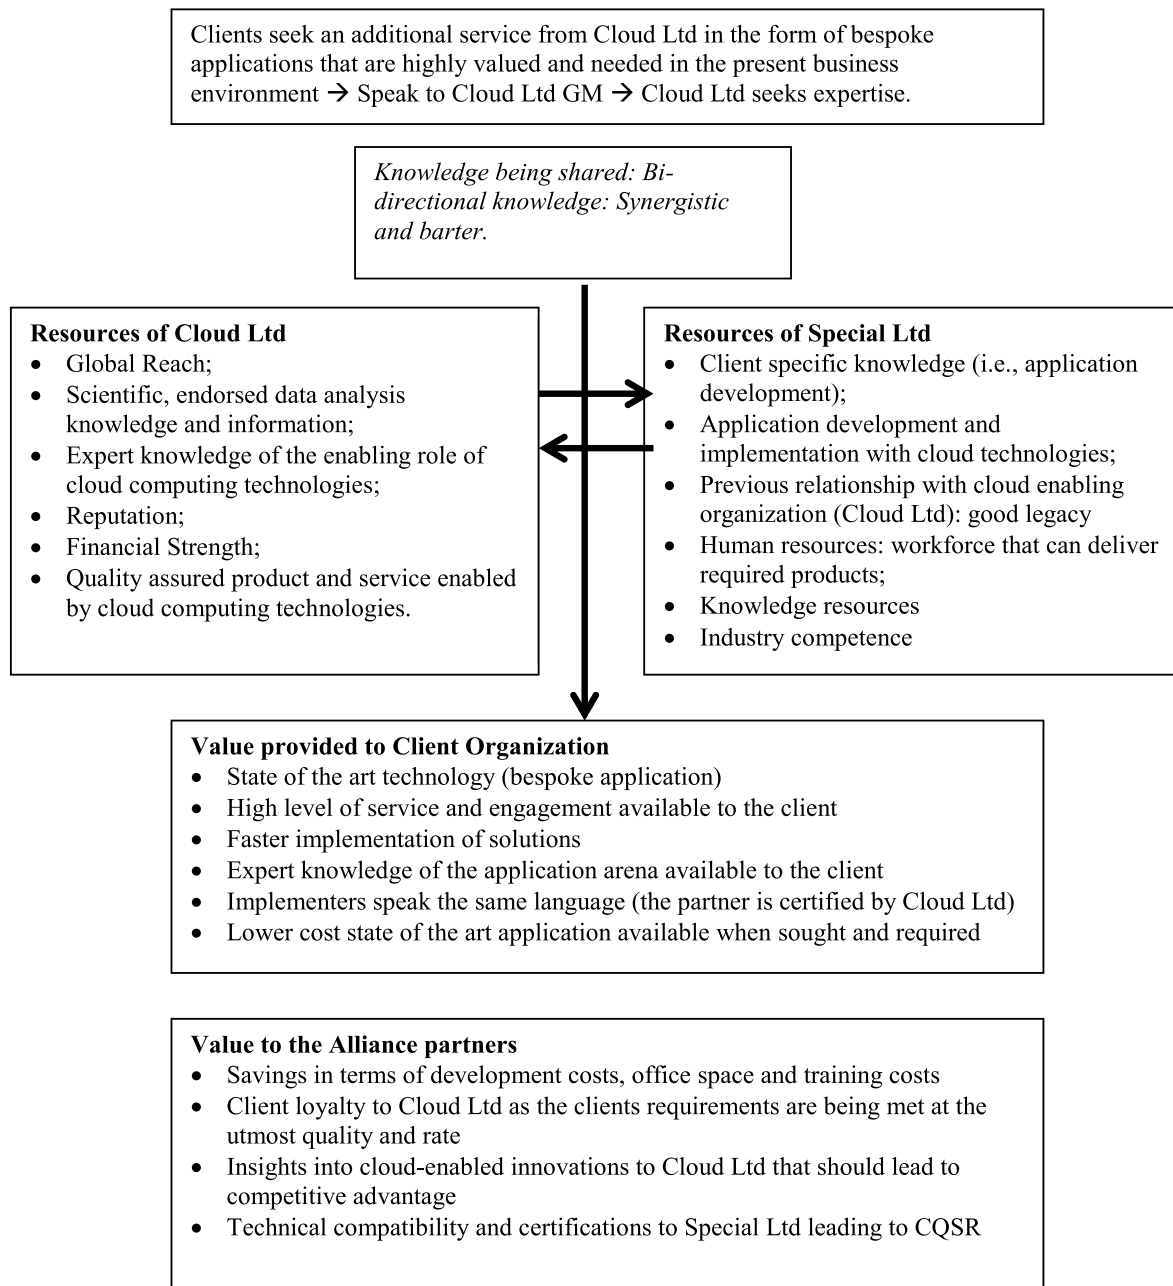 Clients seek an additional service from Cloud Ltd in the form of bespoke
applications that are highly valued and needed in the present business
environment → Speak to Cloud Ltd GM → Cloud Ltd seeks expertise.
Knowledge being shared: Bi-
directional knowledge: Synergistic
and barter.
Resources of Cloud Ltd
• Global Reach;
• Scientific, endorsed data analysis
knowledge and information;
• Expert knowledge of the enabling role of
cloud computing technologies;
• Reputation;
• Financial Strength;
• Quality assured product and service enabled
by cloud computing technologies.
Resources of Special Ltd
• Client specific knowledge (i.e., application
development);
• Application development and
implementation with cloud technologies;
• Previous relationship with cloud enabling
organization (Cloud Ltd): good legacy
• Human resources: workforce that can deliver
required products;
• Knowledge resources
• Industry competence
Value provided to Client Organization
• State of the art technology (bespoke application)
• High level of service and engagement available to the client
• Faster implementation of solutions
• Expert knowledge of the application arena available to the client
• Implementers speak the same language (the partner is certified by Cloud Ltd)
• Lower cost state of the art application available when sought and required
Value to the Alliance partners
• Savings in terms of development costs, office space and training costs
• Client loyalty to Cloud Ltd as the clients requirements are being met at the
utmost quality and rate
• Insights into cloud-enabled innovations to Cloud Ltd that should lead to
competitive advantage
• Technical compatibility and certifications to Special Ltd leading to CQSR